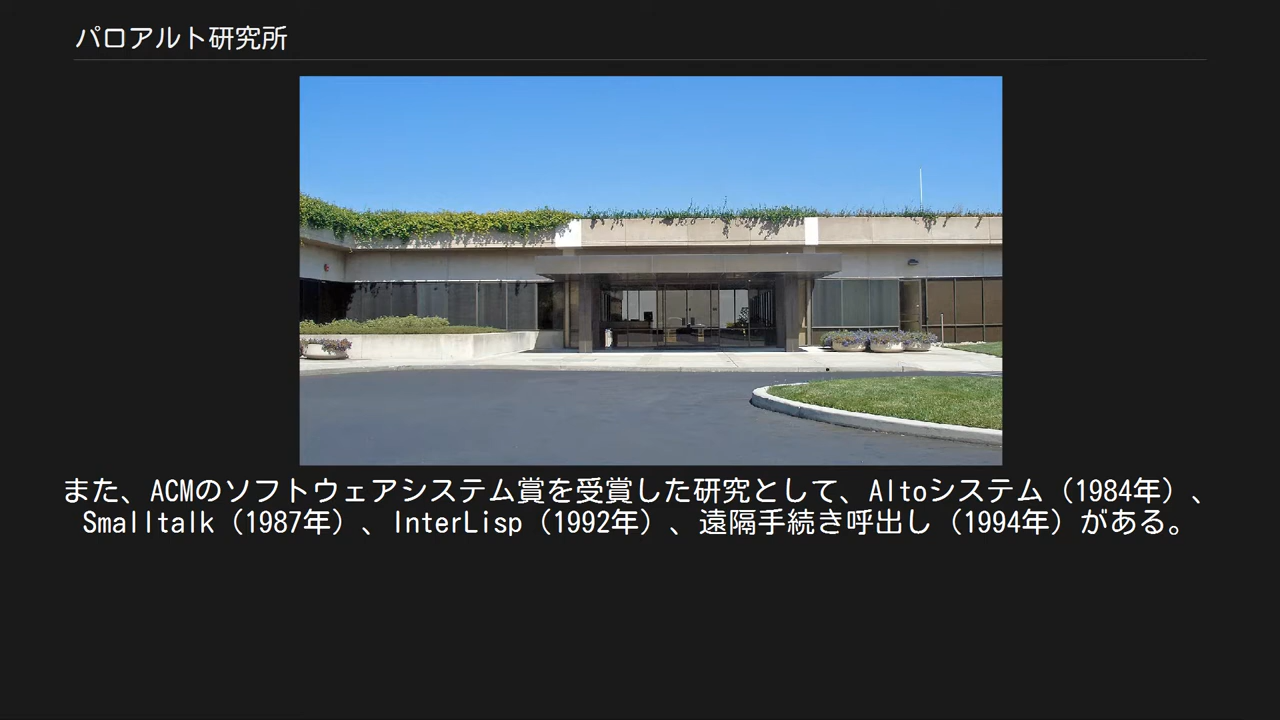 パロアルト研究所
また、ACMのソフトウェアシステム賞を受賞した研究として、Altoシステム（1984年）、
Smalltalk（1987年）、InterLisp（1992年）、遠隔手続き呼出し（1994年）がある。